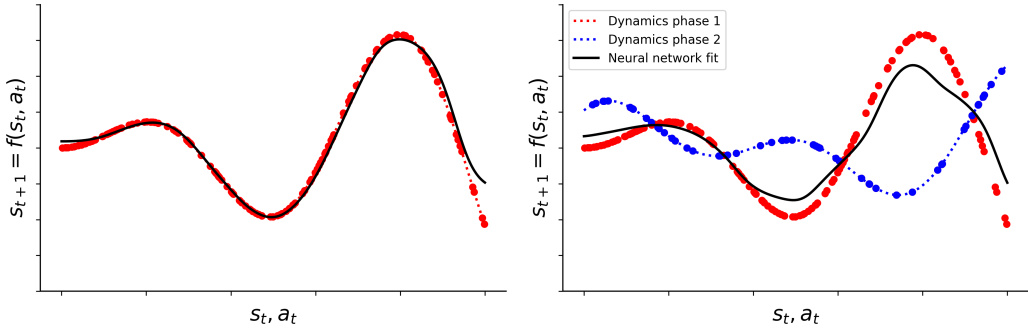 s_{t+1} = f(s_t, a_t)
s_t, a_t
s_{t+1} = f(s_t, a_t)
Dynamics phase 1
Dynamics phase 2
Neural network fit
s_t, a_t